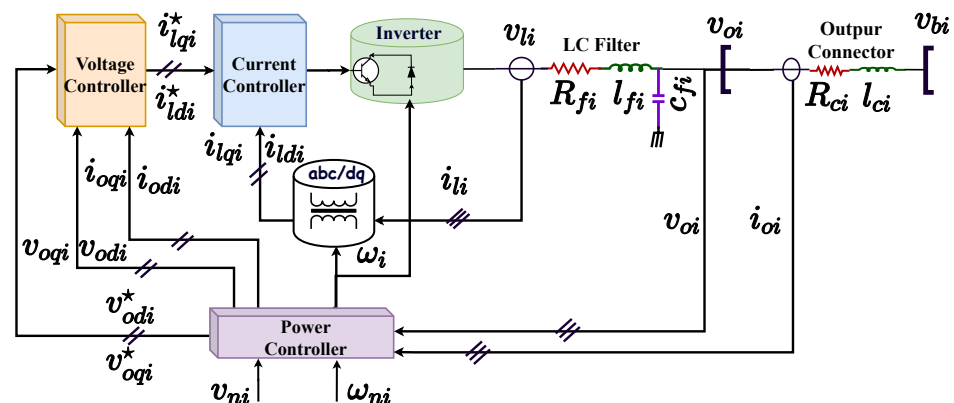 Voltage
Controller
i*lqi
i*ldi
Current
Controller
Inverter
vli
LC Filter
Rfi
lfi
cfi
voi
Outpur
Connector
Rci
lci
vbi
ilqi
ildi
abc/dq
ili
ioqi
iodi
voqi
vodi
ωi
voi
ioi
v*odi
v*oqi
Power
Controller
vni
ωni